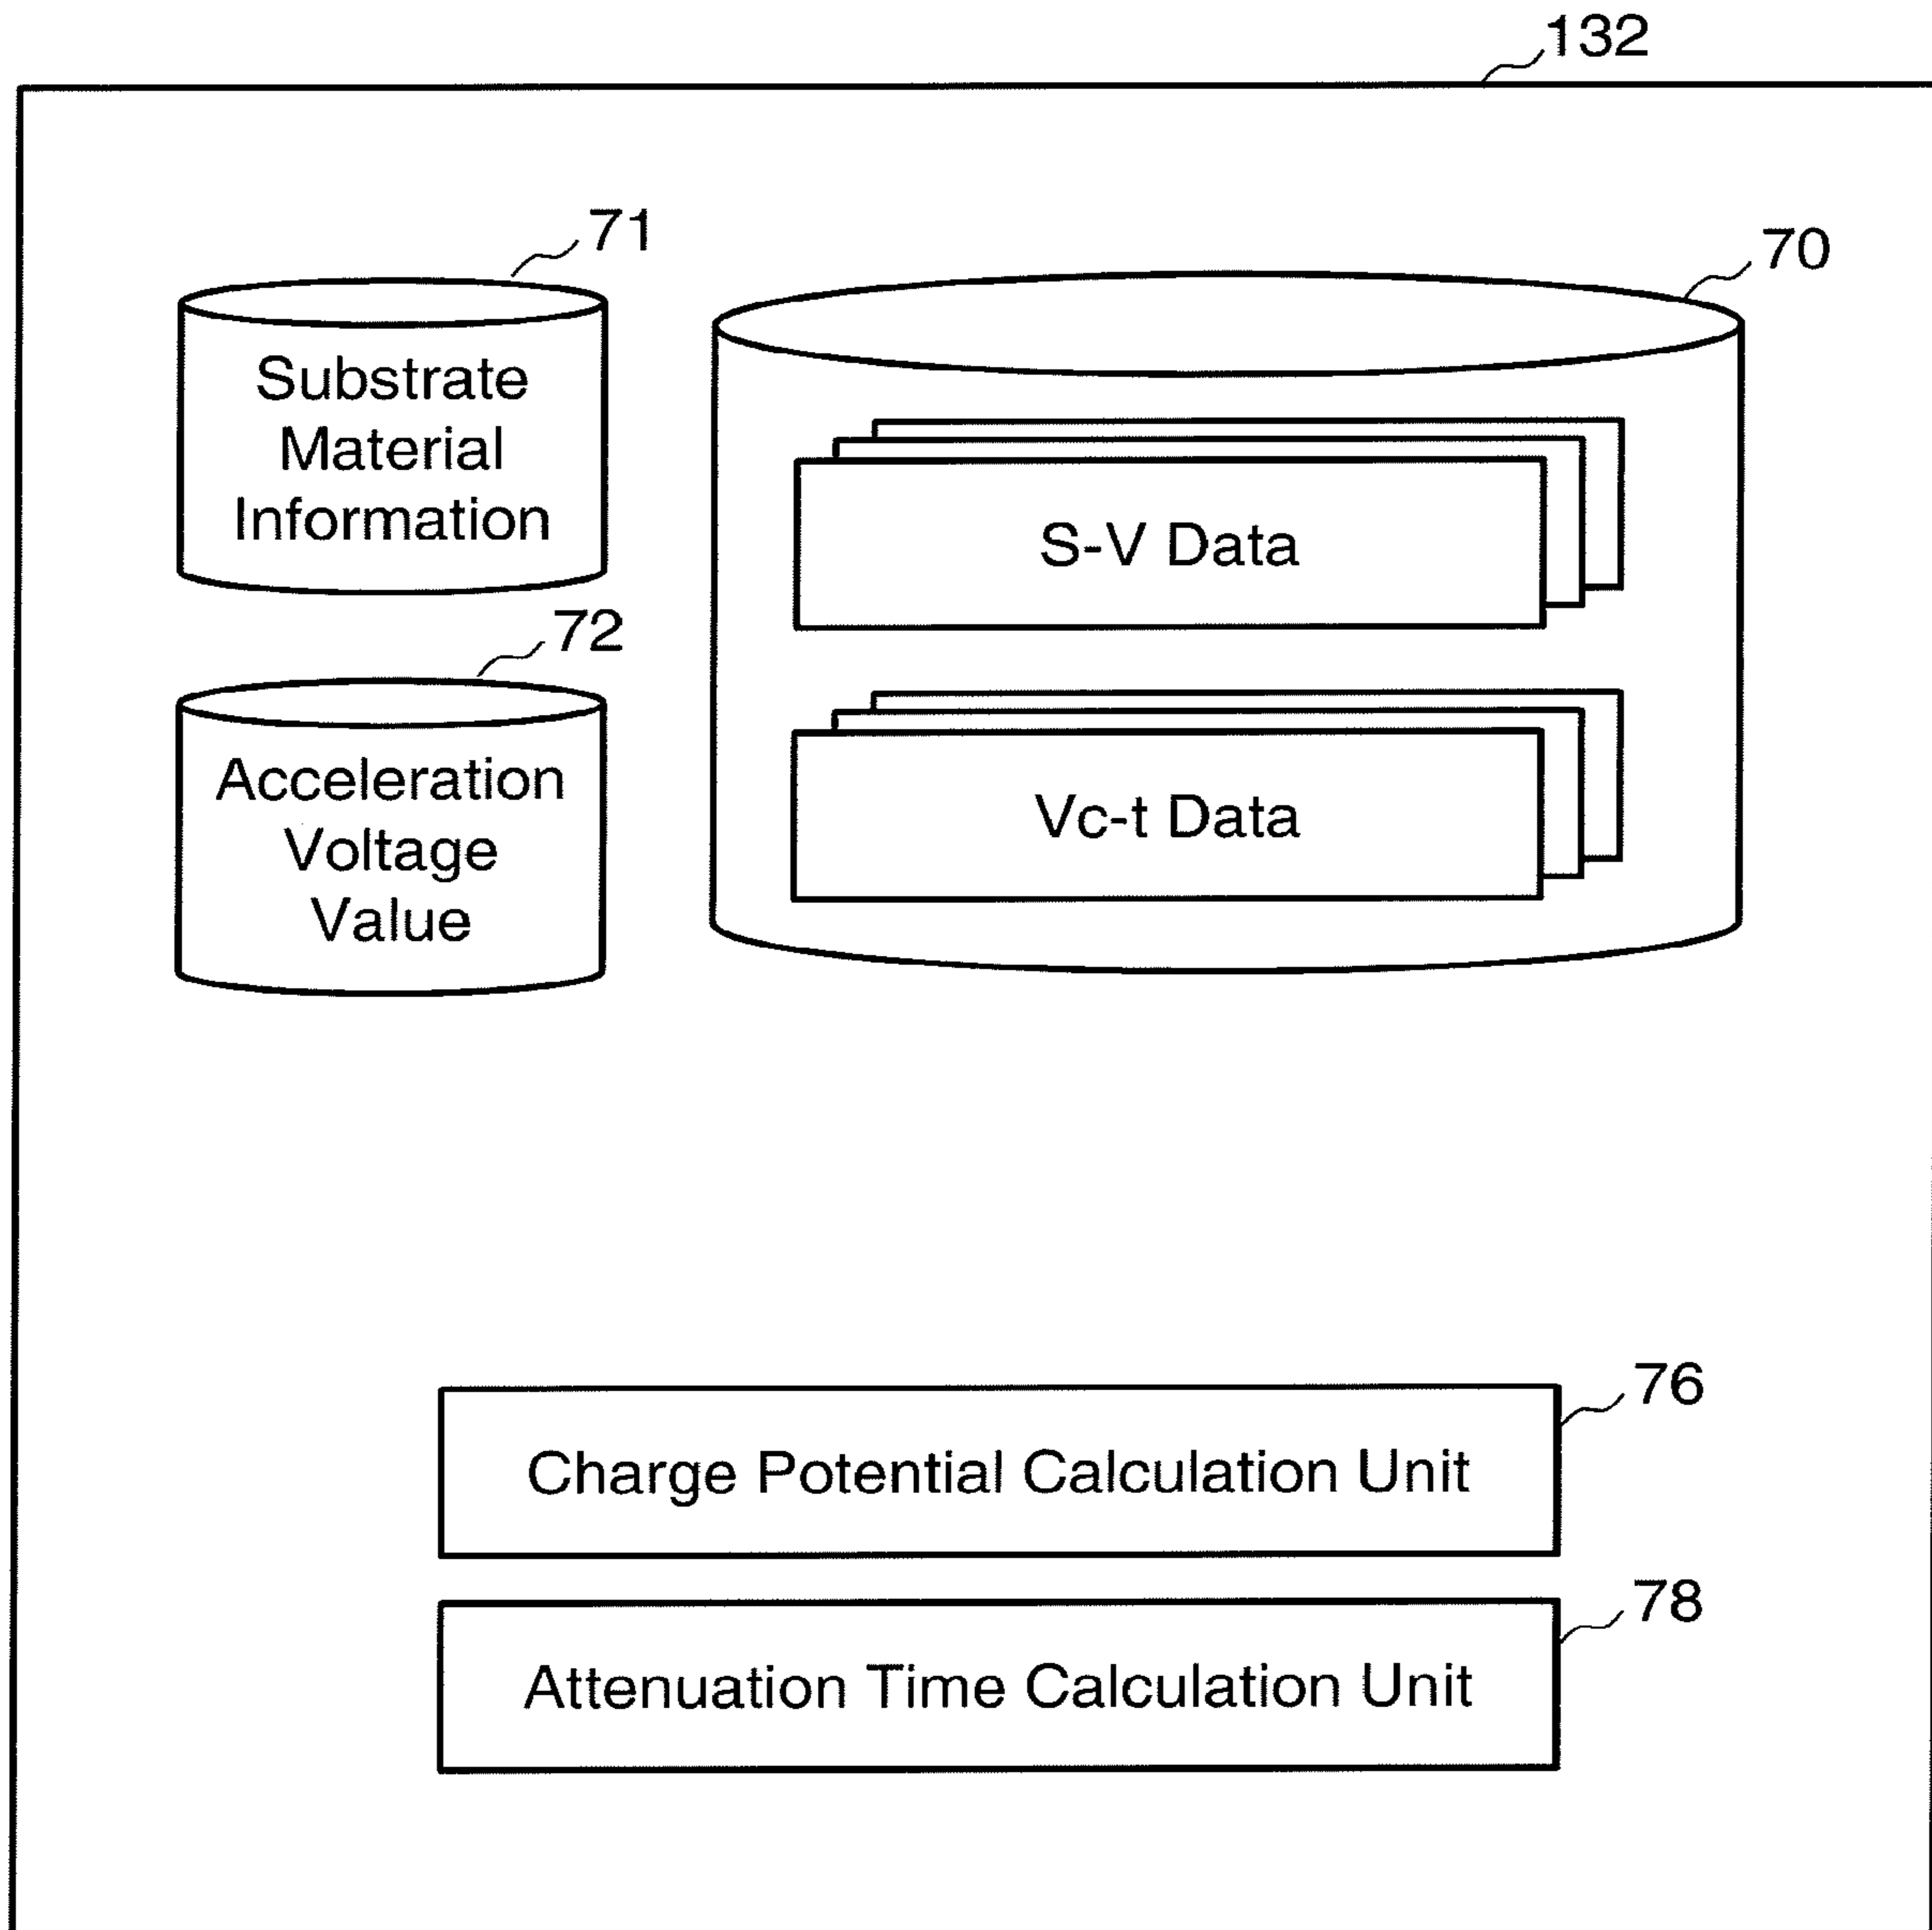 132
71
70
Substrate
Material
Information
S-V Data
72
Acceleration
Voltage
Value
Vc-t Data
76
Charge Potential Calculation Unit
78
Attenuation Time Calculation Unit